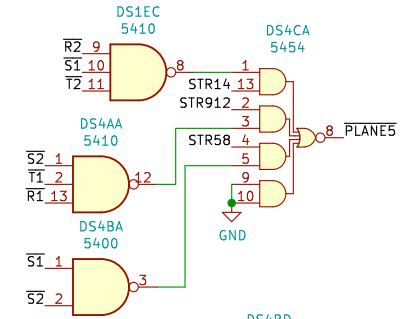 DS1EC
5410
R2 9
S1 10
T2 11
8
DS4CA
5454
1
STR14 13
STR912 2
3
STR58 4
5
9
10
8 PLANE5
GND
DS4AA
5410
S2 1
T1 2
R1 13
12
DS4BA
5400
S1 1
S2 2
3